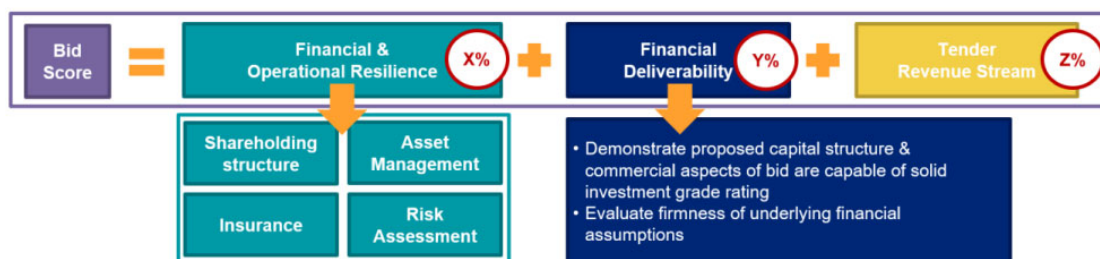 Bid
Score
=
Financial &
Operational Resilience
X%
+
Financial
Deliverability
Y%
+
Tender
Revenue Stream
Z%
Shareholding
structure
Asset
Management
Insurance
Risk
Assessment
• Demonstrate proposed capital structure &
commercial aspects of bid are capable of solid
investment grade rating
• Evaluate firmness of underlying financial
assumptions